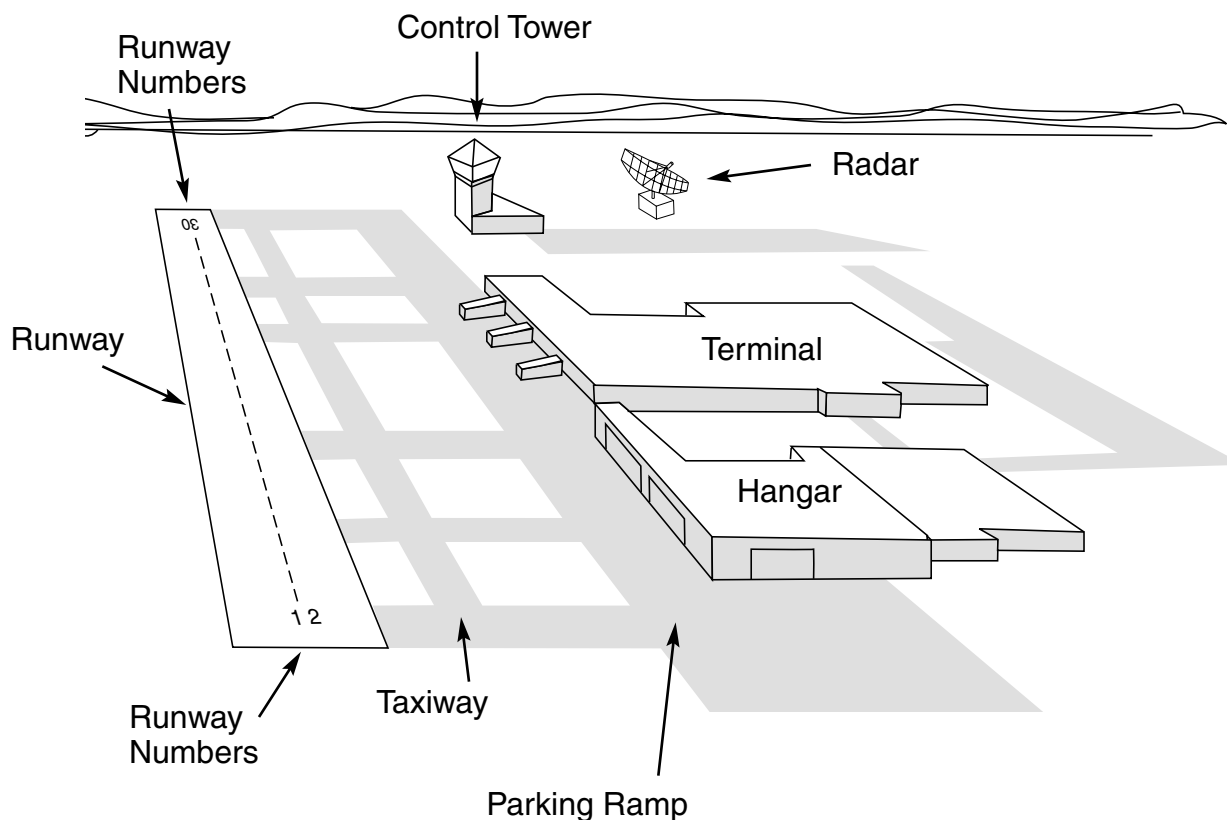 Control Tower
Runway
Numbers
Radar
30
Runway
Terminal
Hangar
12
Taxiway
Runway
Numbers
Parking Ramp